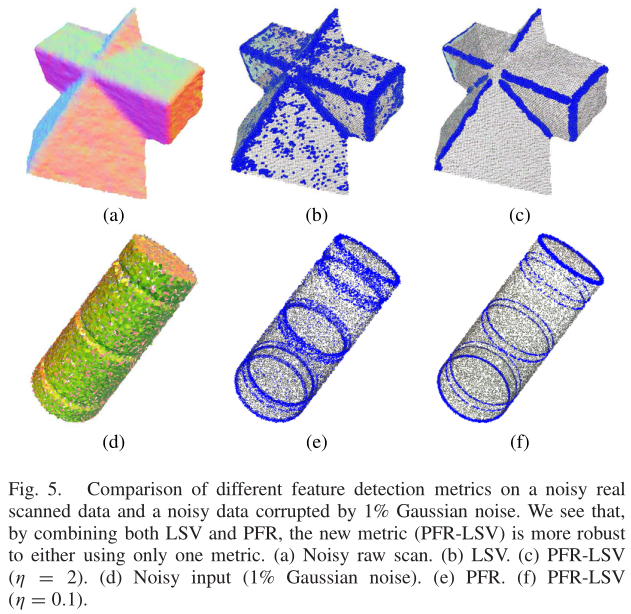 (a)
(b)
(c)
(d)
(e)
(f)
Fig. 5. Comparison of different feature detection metrics on a noisy real
scanned data and a noisy data corrupted by 1% Gaussian noise. We see that,
by combining both LSV and PFR, the new metric (PFR-LSV) is more robust
to either using only one metric. (a) Noisy raw scan. (b) LSV. (c) PFR-LSV
(η = 2). (d) Noisy input (1% Gaussian noise). (e) PFR. (f) PFR-LSV
(η = 0.1).